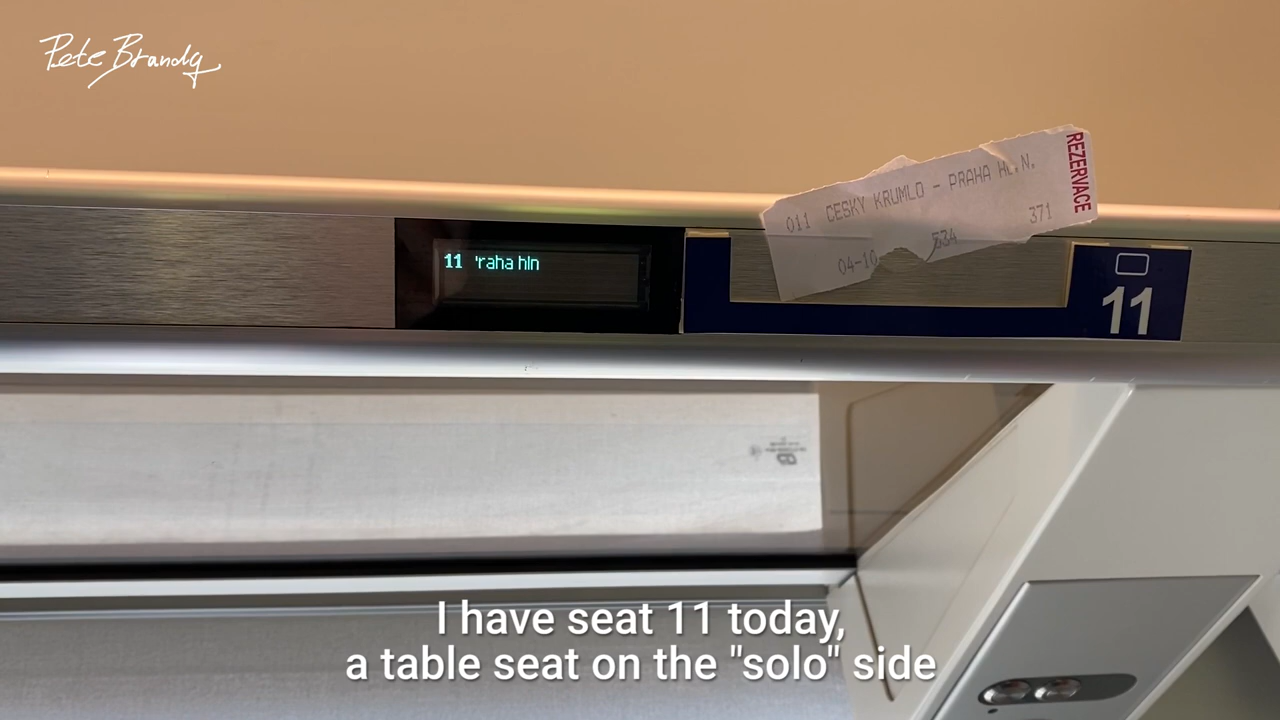 Pete Brandy
REZERVACE
011 CESKY KRUMLO - PRAHA HL.N.
04-10 334 371
11 'raha hln
11
I have seat 11 today,
a table seat on the "solo" side